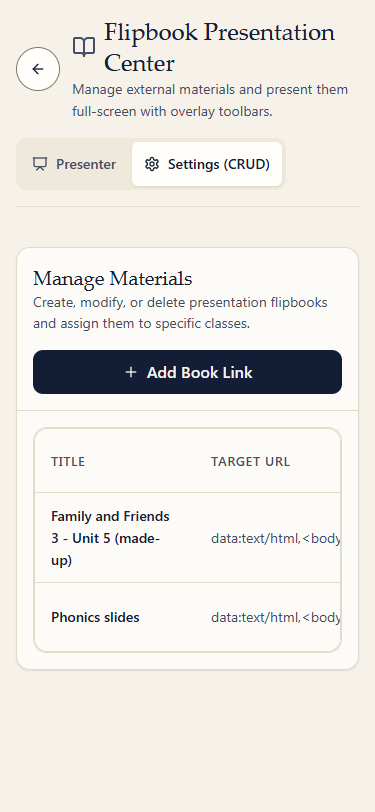 Flipbook Presentation
Center
Manage external materials and present them
full-screen with overlay toolbars.
Presenter
Settings (CRUD)
Manage Materials
Create, modify, or delete presentation flipbooks
and assign them to specific classes.
Add Book Link
TITLE
TARGET URL
Family and Friends
3 - Unit 5 (made-
up)
data:text/html,<body
Phonics slides
data:text/html,<body